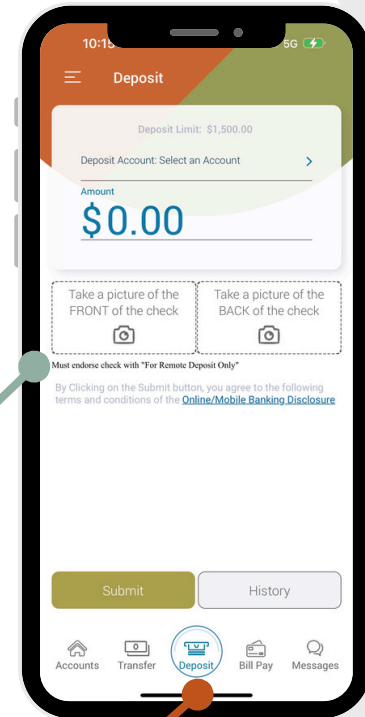 10:15
5G
Deposit
Deposit Limit: $1,500.00
Deposit Account: Select an Account
Amount
$0.00
Take a picture of the
FRONT of the check
Take a picture of the
BACK of the check
Must endorse check with "For Remote Deposit Only"
By Clicking on the Submit button, you agree to the following
terms and conditions of the Online/Mobile Banking Disclosure
Submit
History
Accounts
Transfer
Deposit
Bill Pay
Messages